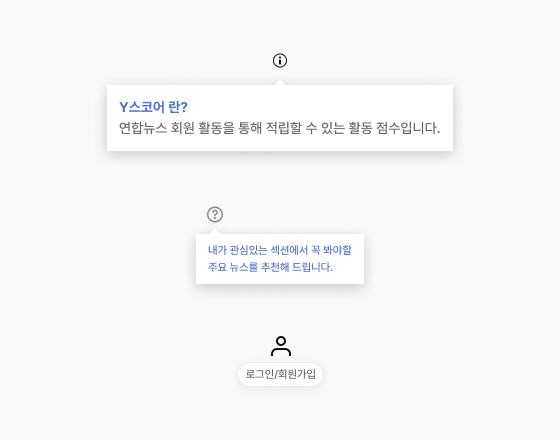 Y스코어 란?
연합뉴스 회원 활동을 통해 적립할 수 있는 활동 점수입니다.
내가 관심있는 섹션에서 꼭 봐야할
주요 뉴스를 추천해 드립니다.
로그인/회원가입